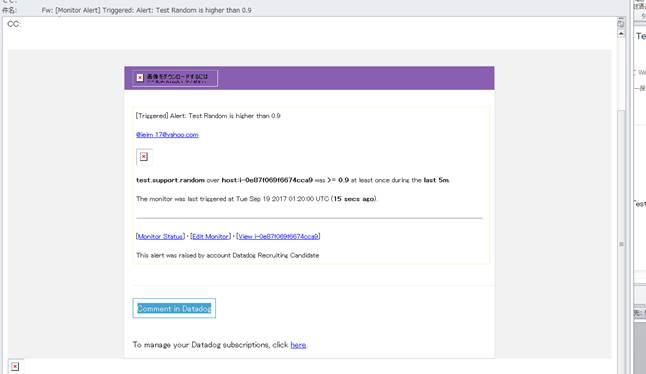 CC:
件名: Fw: [Monitor Alert] Triggered: Alert: Test Random is higher than 0.9
CC:
画像をダウンロードするには
[Triggered] Alert: Test Random is higher than 0.9
@leim_17@yahoo.com
test.support.random over host:i-0e87f069f6674cca9 was >= 0.9 at least once during the last 5m.
The monitor was last triggered at Tue Sep 19 2017 01:20:00 UTC (15 secs ago).
[Monitor Status] · [Edit Monitor] · [View i-0e87f069f6674cca9]
This alert was raised by account Datadog Recruiting Candidate
Comment in Datadog
To manage your Datadog subscriptions, click here.
Te
We
Test